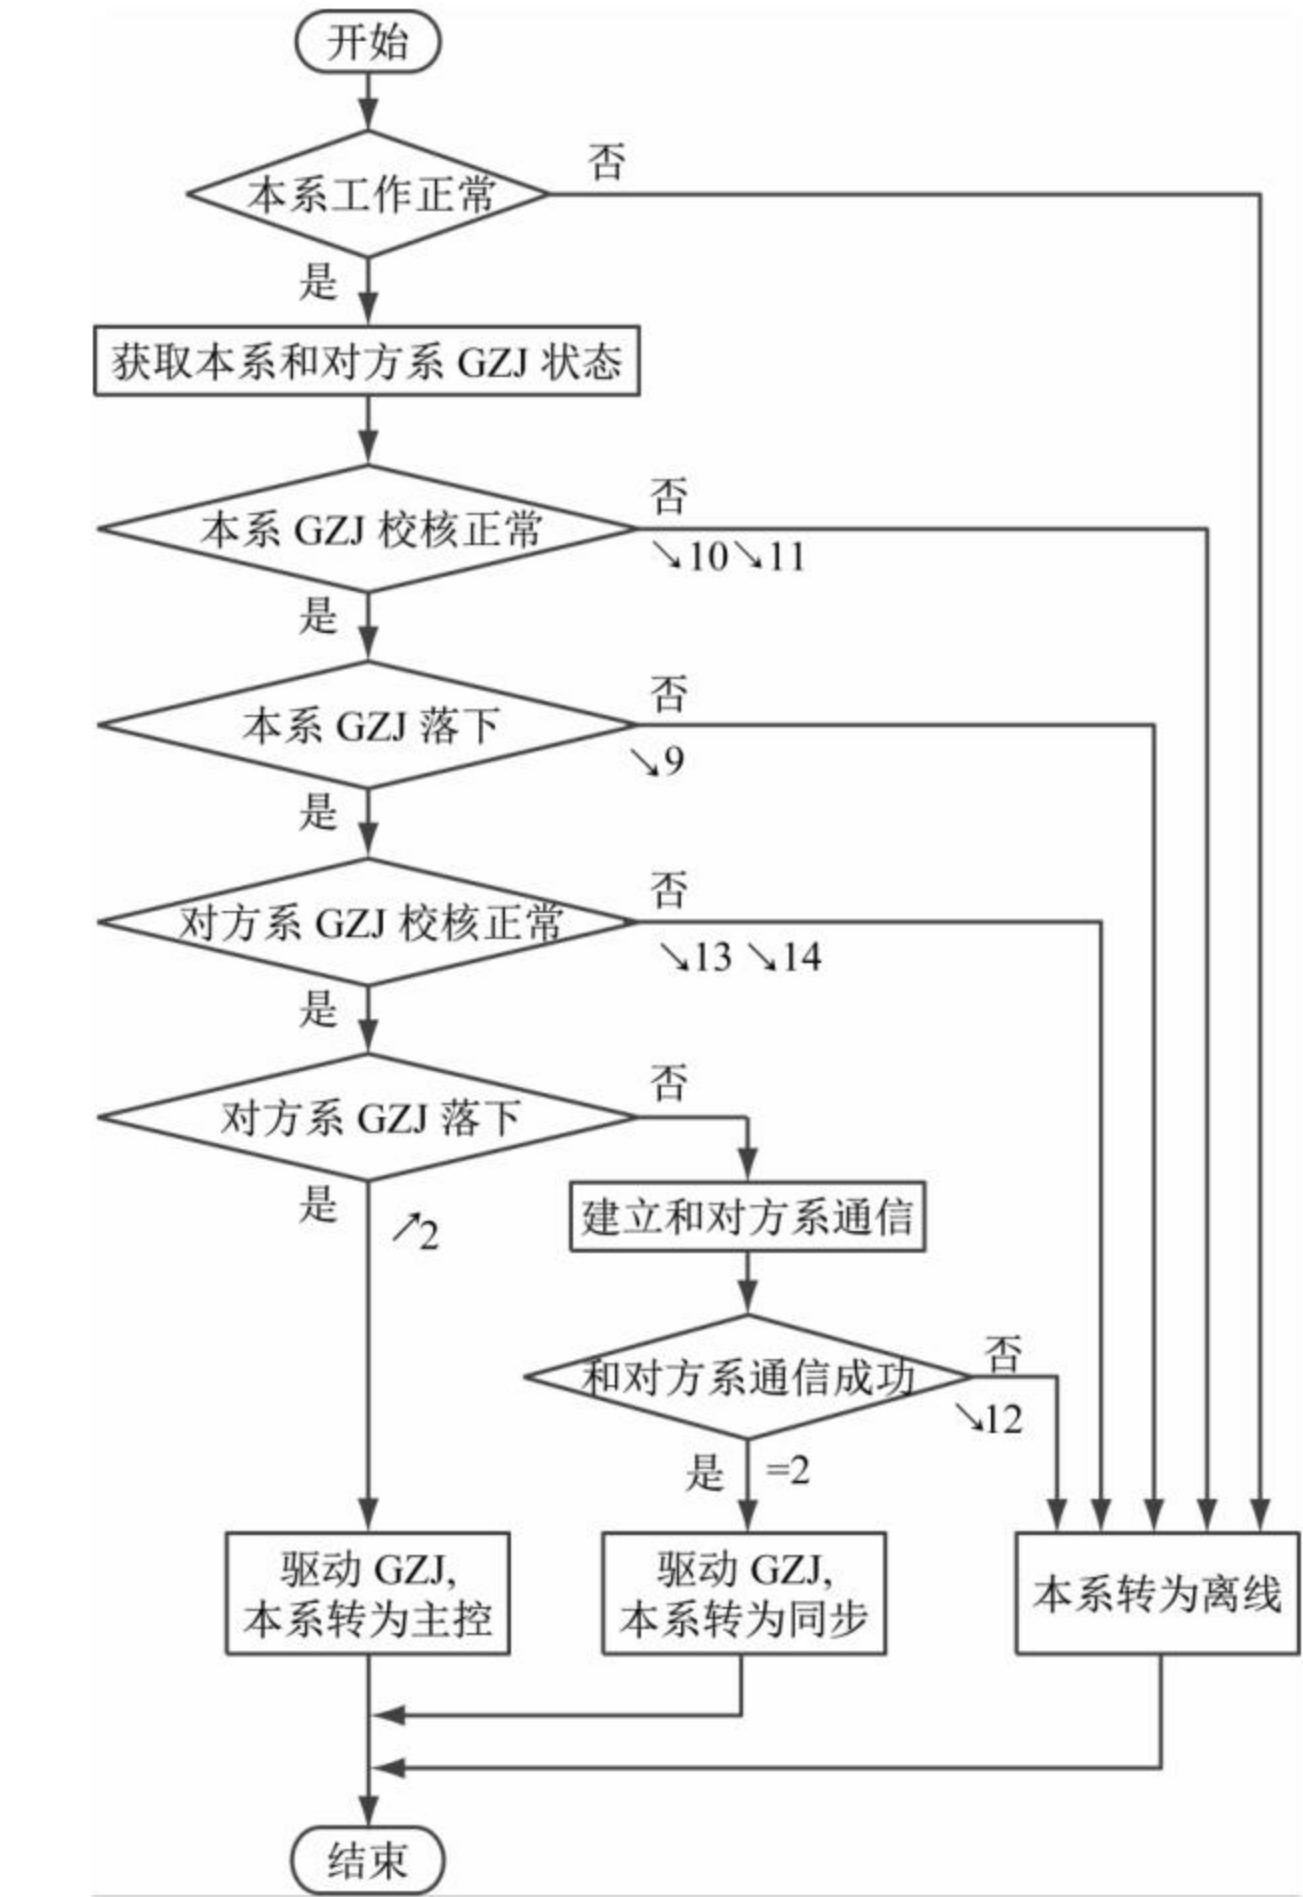 开始
否
本系工作正常
是
获取本系和对方系 GZJ 状态
否
本系 GZJ 校核正常
↘10↘11
是
否
本系 GZJ 落下
↘9
是
否
对方系 GZJ 校核正常
↘13 ↘14
是
否
对方系 GZJ 落下
是
↗2
建立和对方系通信
否
和对方系通信成功
↘12
是 =2
驱动 GZJ,
本系转为主控
驱动 GZJ,
本系转为同步
本系转为离线
结束